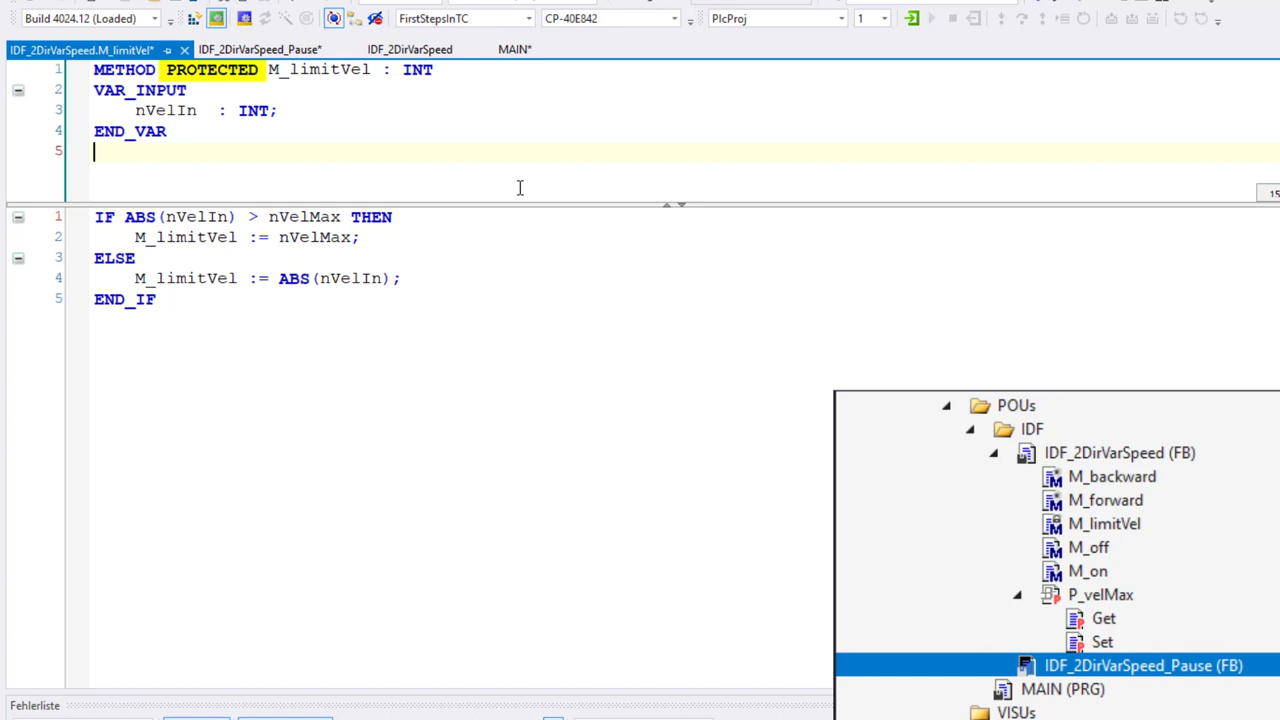 Build 4024.12 (Loaded) FirstStepsInTC CP-40E842 PlcProj 1
IDF_2DirVarSpeed.M_limitVel* IDF_2DirVarSpeed_Pause* IDF_2DirVarSpeed MAIN*
1 METHOD PROTECTED M_limitVel : INT
2 VAR_INPUT
3 nVelIn : INT;
4 END_VAR
5
15
1 IF ABS(nVelIn) > nVelMax THEN
2 M_limitVel := nVelMax;
3 ELSE
4 M_limitVel := ABS(nVelIn);
5 END_IF
POUs
IDF
IDF_2DirVarSpeed (FB)
M_backward
M_forward
M_limitVel
M_off
M_on
P_velMax
Get
Set
IDF_2DirVarSpeed_Pause (FB)
MAIN (PRG)
VISUs
Fehlerliste